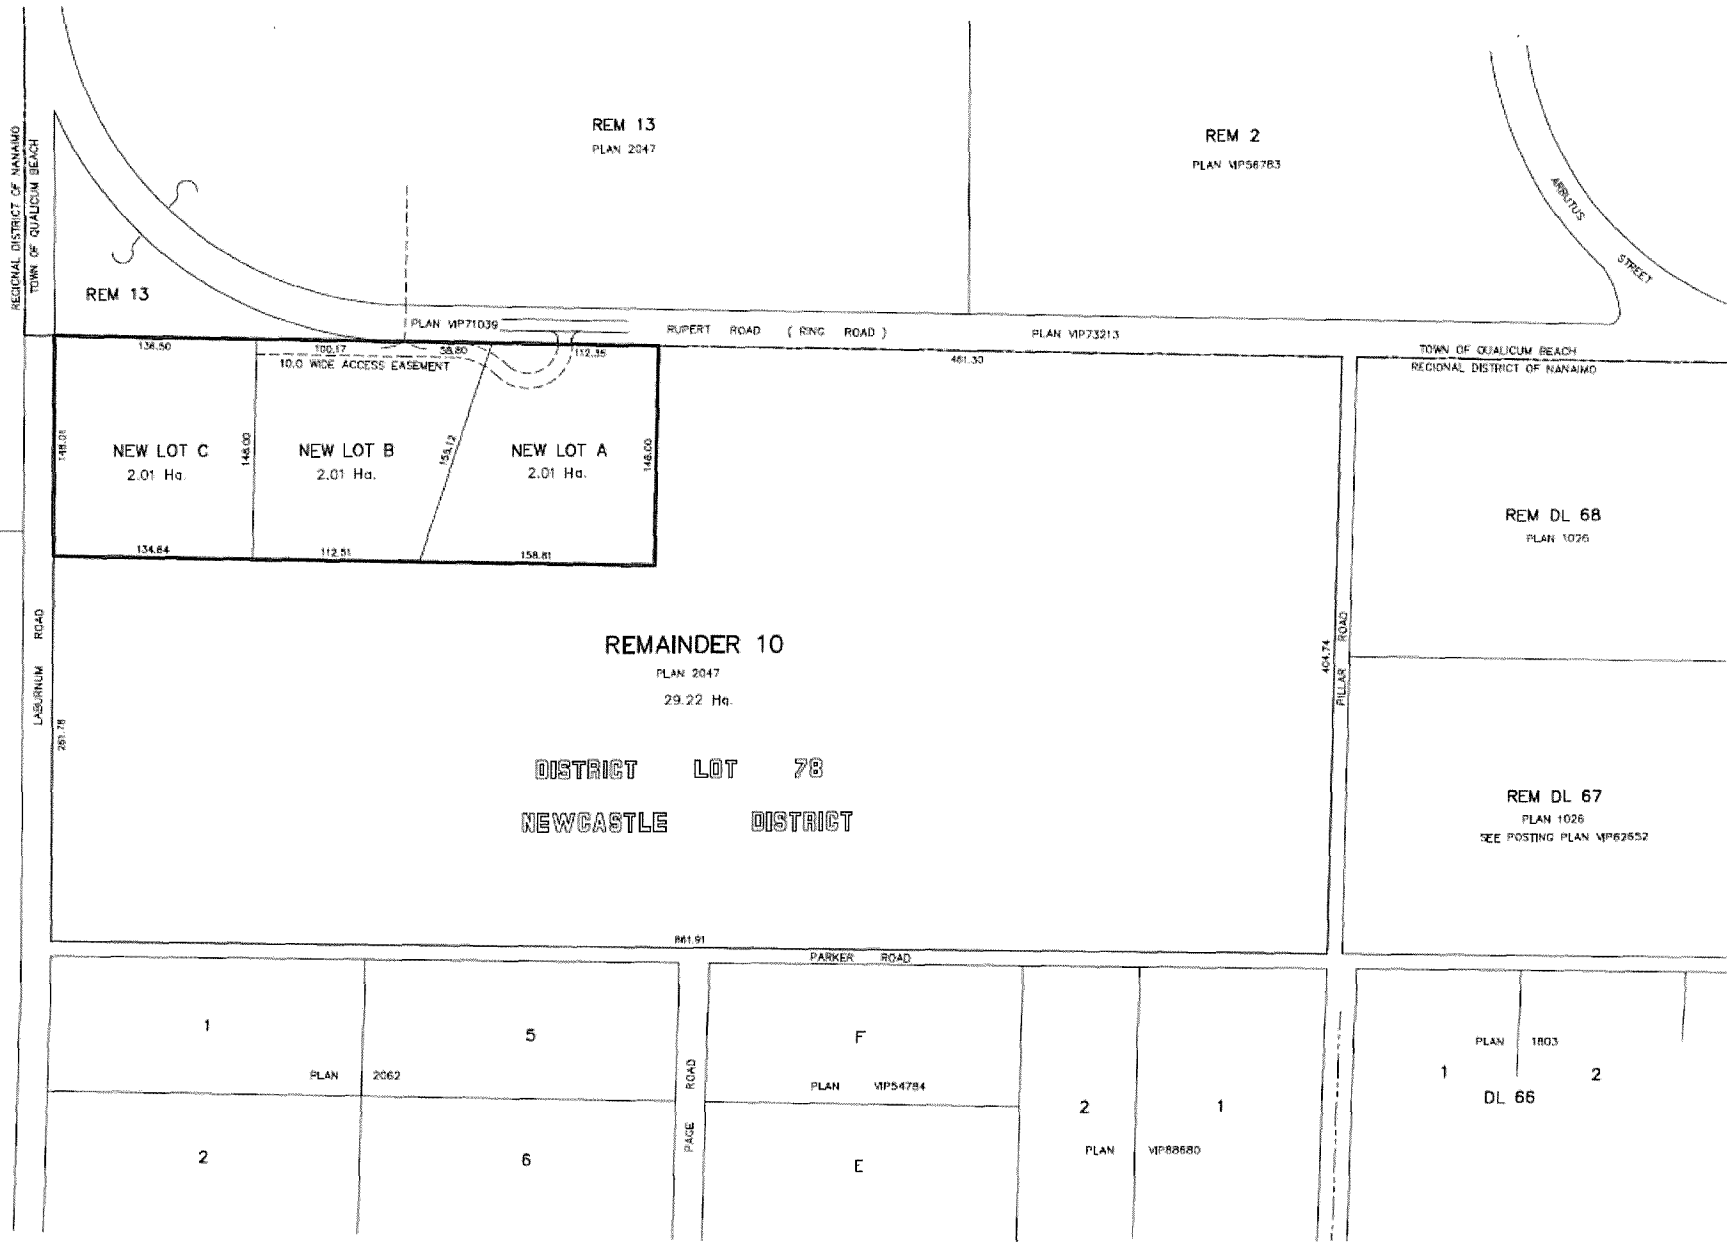 REGIONAL DISTRICT OF NANAIMO
TOWN OF QUALICUM BEACH
REM 13
PLAN 2047
REM 2
PLAN VIP56783
ARBUTUS
STREET
REM 13
PLAN VIP71039
RUPERT ROAD ( RING ROAD )
PLAN VIP73213
TOWN OF QUALICUM BEACH
REGIONAL DISTRICT OF NANAIMO
136.50
100.17
38.80
112.35
461.30
10.0 WIDE ACCESS EASEMENT
148.01
NEW LOT C
2.01 Ha.
148.00
NEW LOT B
2.01 Ha.
155.12
NEW LOT A
2.01 Ha.
148.00
134.64
112.51
158.81
REM DL 68
PLAN 1026
LABURNUM ROAD
261.78
REMAINDER 10
PLAN 2047
29.22 Ha.
404.74
PILLAR ROAD
DISTRICT LOT 78
NEWCASTLE DISTRICT
REM DL 67
PLAN 1026
SEE POSTING PLAN VIP62652
861.91
PARKER ROAD
1
5
PLAN 2062
2
6
PAGE ROAD
F
PLAN VIP54784
E
2
1
PLAN VIP88680
PLAN 1803
1
2
DL 66